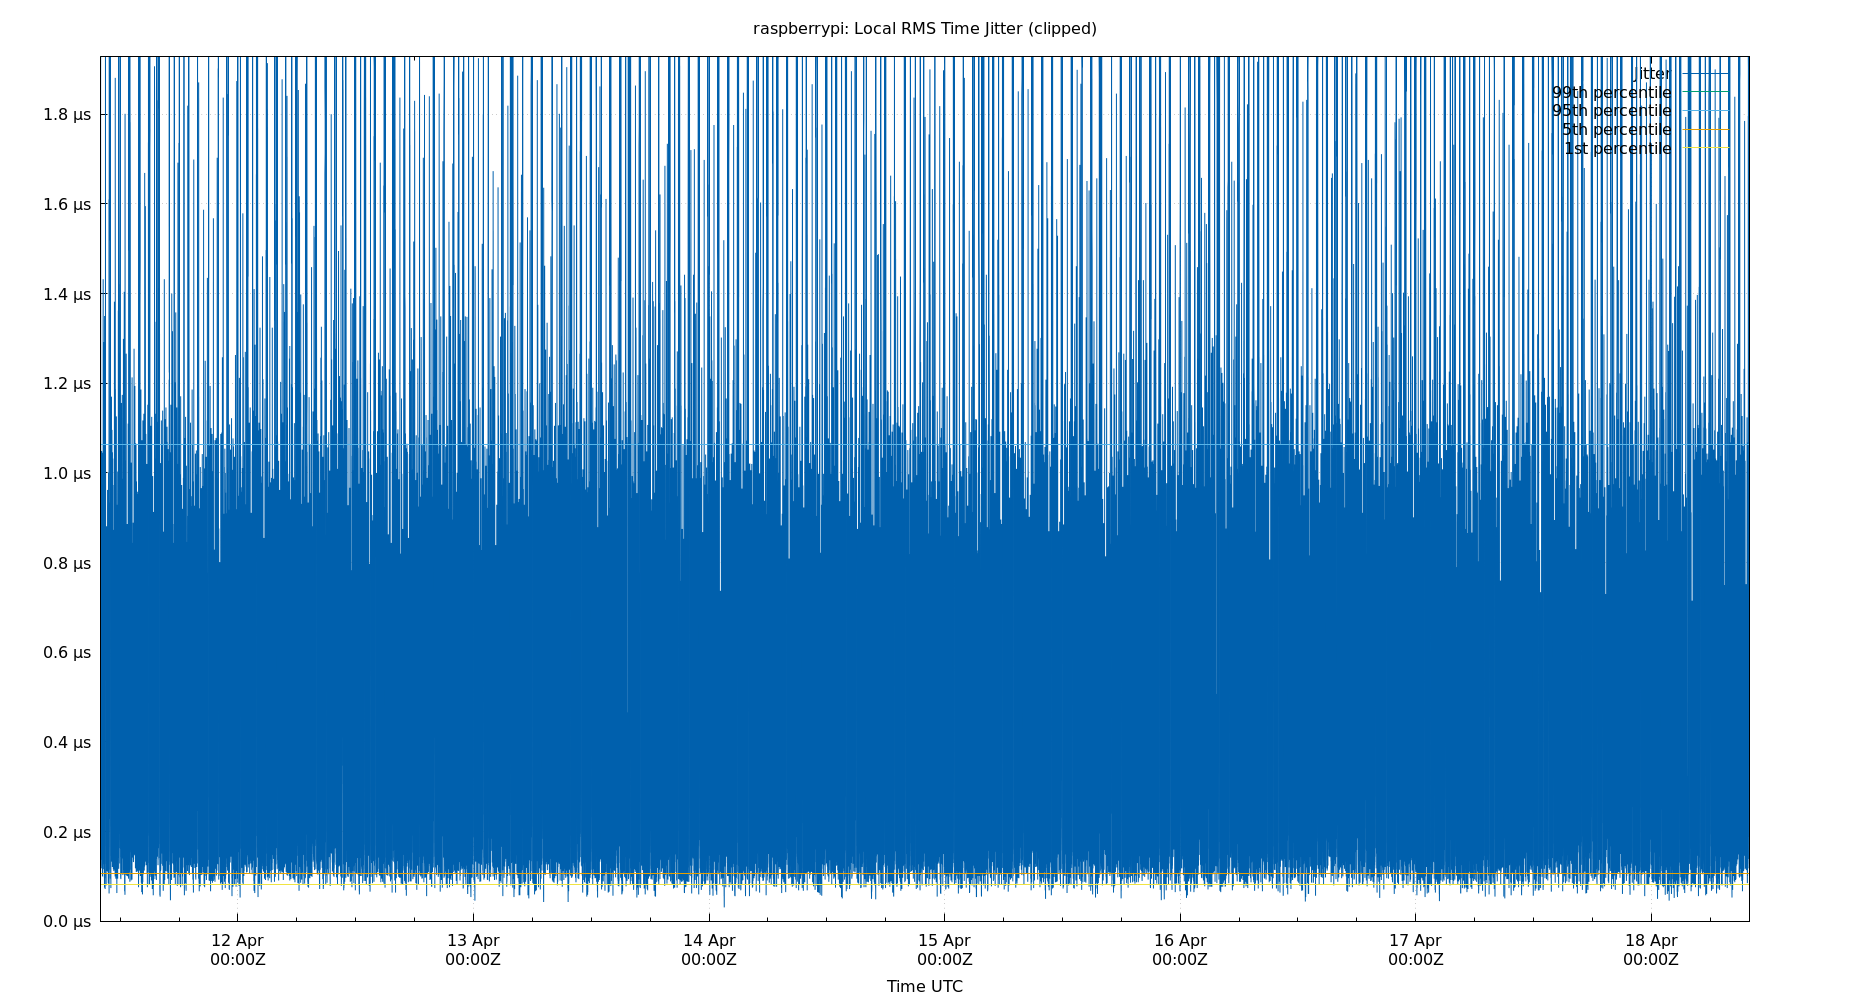 raspberrypi: Local RMS Time Jitter (clipped)
Jitter
99th percentile
95th percentile
5th percentile
1st percentile
1.8 µs
1.6 µs
1.4 µs
1.2 µs
1.0 µs
0.8 µs
0.6 µs
0.4 µs
0.2 µs
0.0 µs
12 Apr 13 Apr 14 Apr 15 Apr 16 Apr 17 Apr 18 Apr
00:00Z 00:00Z 00:00Z 00:00Z 00:00Z 00:00Z 00:00Z
Time UTC